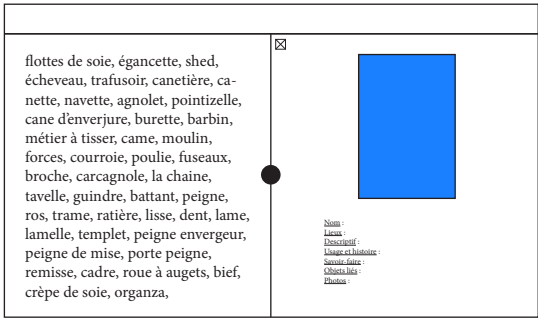 flottes de soie, égancette, shed,
écheveau, trafusoir, canetière, ca-
nette, navette, agnolet, pointizelle,
cane d'enverjure, burette, barbin,
métier à tisser, came, moulin,
forces, courroie, poulie, fuseaux,
broche, carcagnole, la chaine,
tavelle, guindre, battant, peigne,
ros, trame, ratière, lisse, dent, lame,
lamelle, templet, peigne envergeur,
peigne de mise, porte peigne,
remisse, cadre, roue à augets, bief,
crèpe de soie, organza,
Nom :
Lieux :
Descriptif :
Usage et histoire :
Savoir-faire :
Objets liés :
Photos :